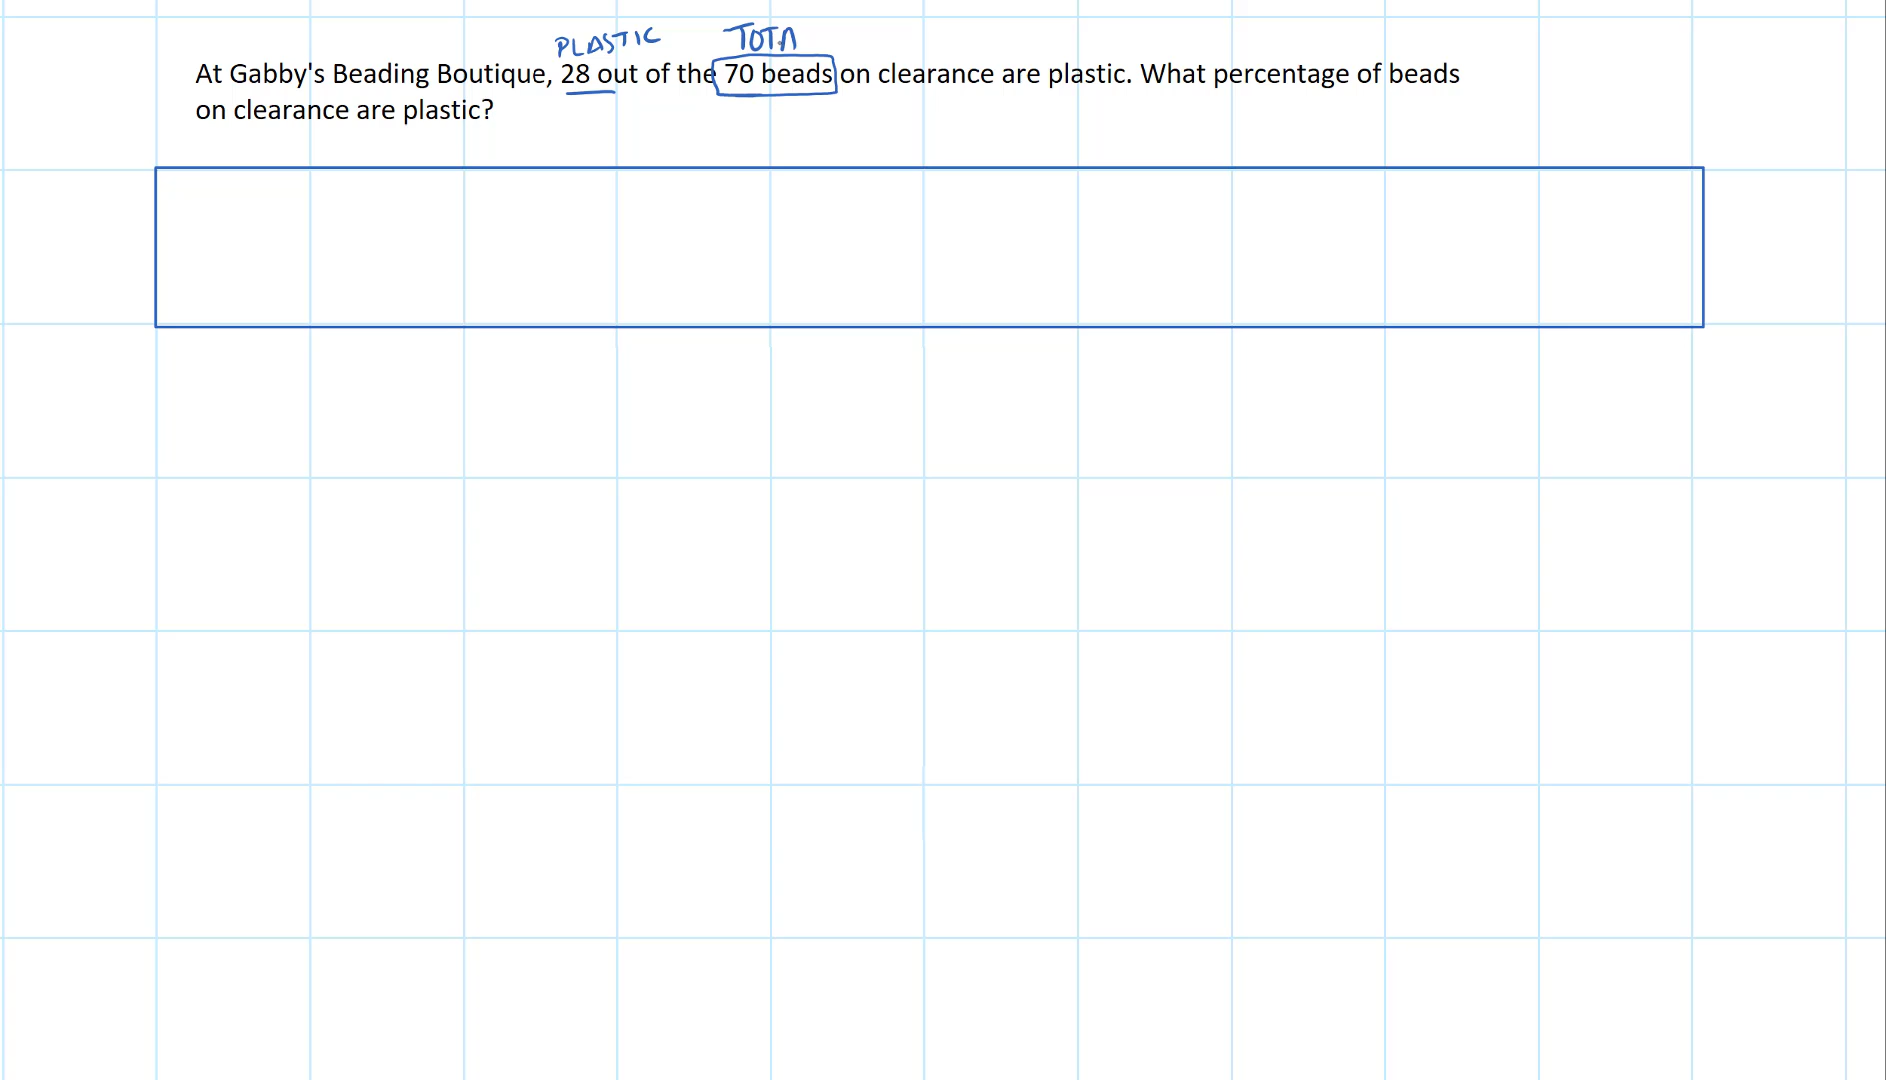 PLASTIC TOTA
At Gabby's Beading Boutique, 28 out of the 70 beads on clearance are plastic. What percentage of beads
on clearance are plastic?